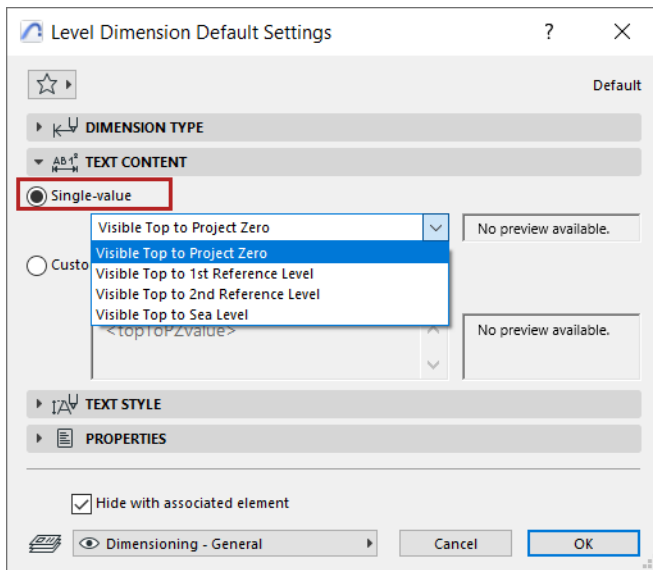 Level Dimension Default Settings
?
Default
DIMENSION TYPE
AB1²
TEXT CONTENT
Single-value
Visible Top to Project Zero
No preview available.
Visible Top to Project Zero
Custo
Visible Top to 1st Reference Level
Visible Top to 2nd Reference Level
Visible Top to Sea Level
<topToPZvalue>
No preview available.
TEXT STYLE
PROPERTIES
Hide with associated element
Dimensioning - General
Cancel
OK